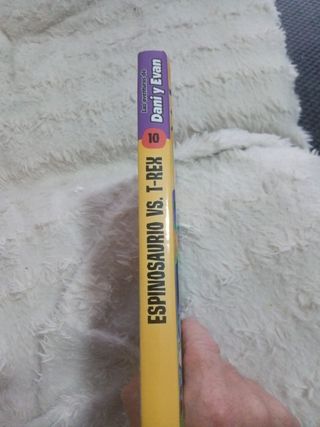 Las aventuras de
Dani y Evan
10
ESPINOSAURIO VS. T-REX